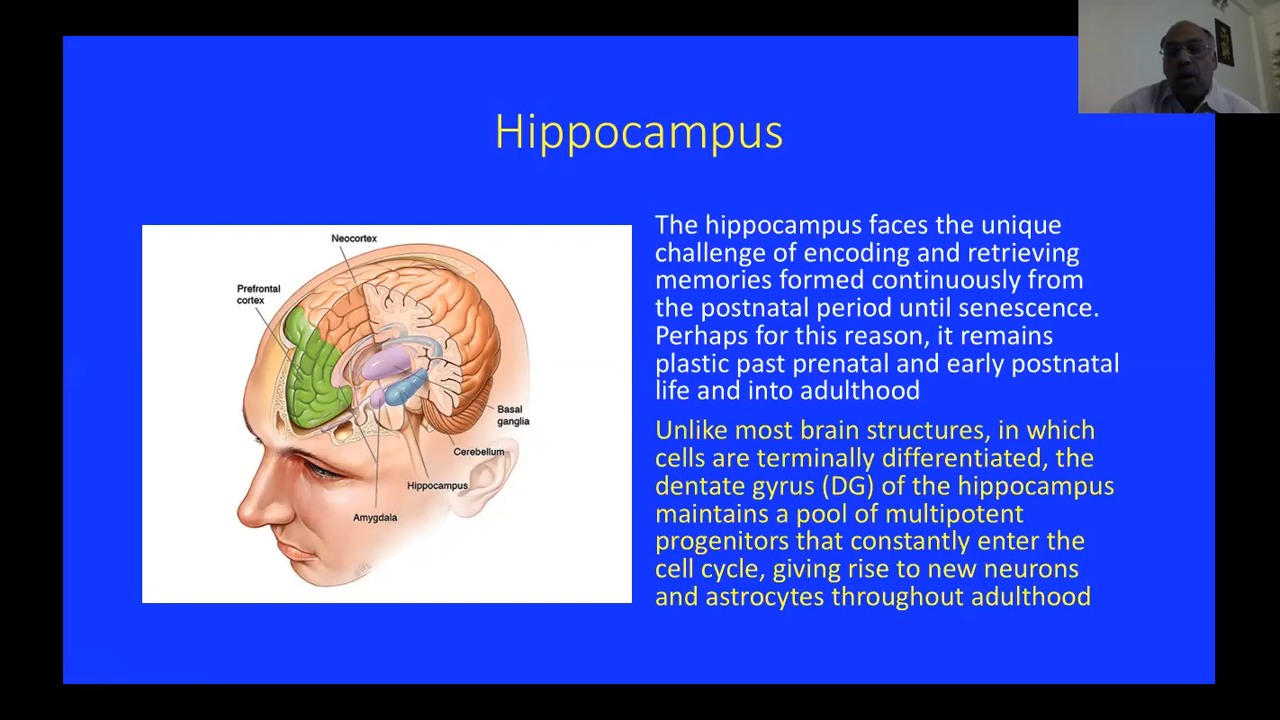 Hippocampus
Neocortex
Prefrontal
cortex
Basal
ganglia
Cerebellum
Hippocampus
Amygdala
The hippocampus faces the unique
challenge of encoding and retrieving
memories formed continuously from
the postnatal period until senescence.
Perhaps for this reason, it remains
plastic past prenatal and early postnatal
life and into adulthood
Unlike most brain structures, in which
cells are terminally differentiated, the
dentate gyrus (DG) of the hippocampus
maintains a pool of multipotent
progenitors that constantly enter the
cell cycle, giving rise to new neurons
and astrocytes throughout adulthood